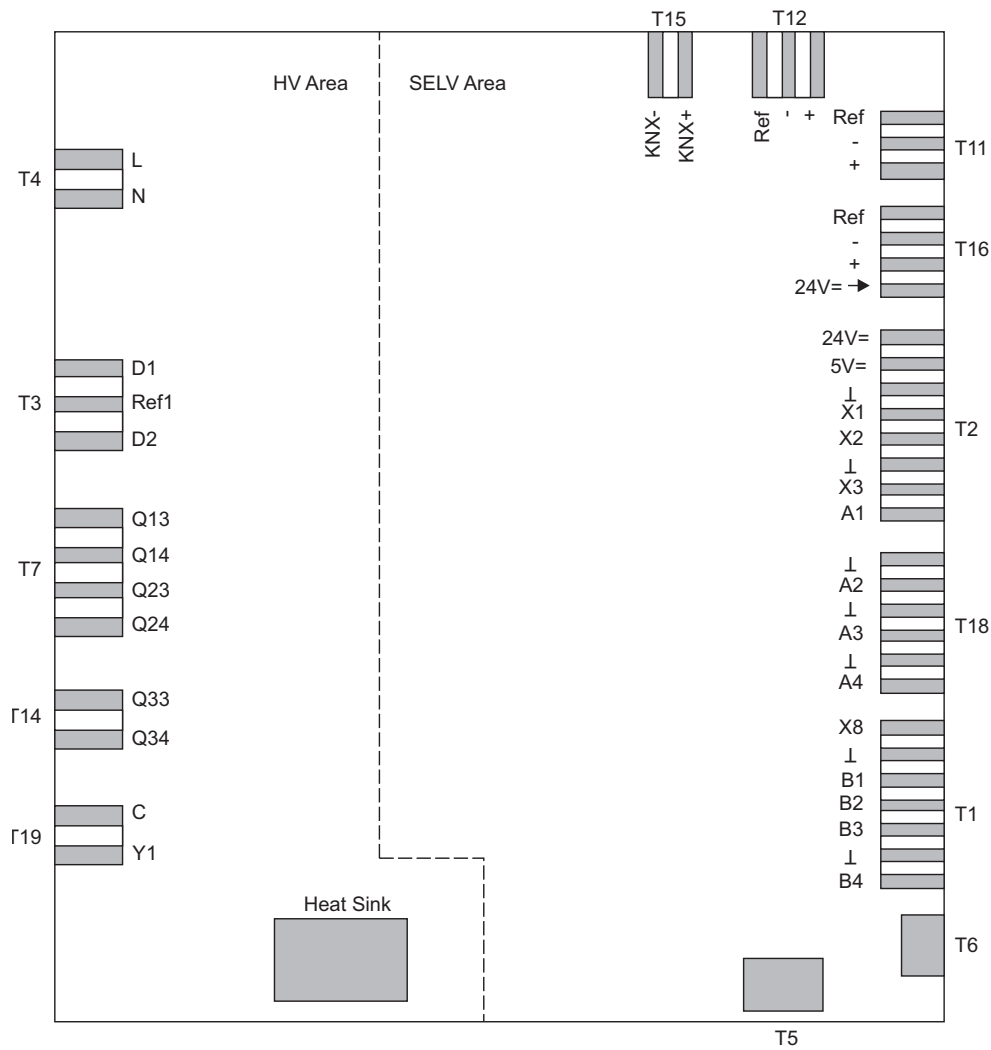 T15
T12
HV Area
SELV Area
KNX-
KNX+
Ref
-
+
Ref
-
+
T11
T4
L
N
Ref
-
+
24V=
T16
24V=
5V=
⊥
X1
X2
⊥
X3
A1
T2
T3
D1
Ref1
D2
T7
Q13
Q14
Q23
Q24
⊥
A2
⊥
A3
⊥
A4
T18
T14
Q33
Q34
T19
C
Y1
X8
⊥
B1
B2
B3
⊥
B4
T1
Heat Sink
T6
T5